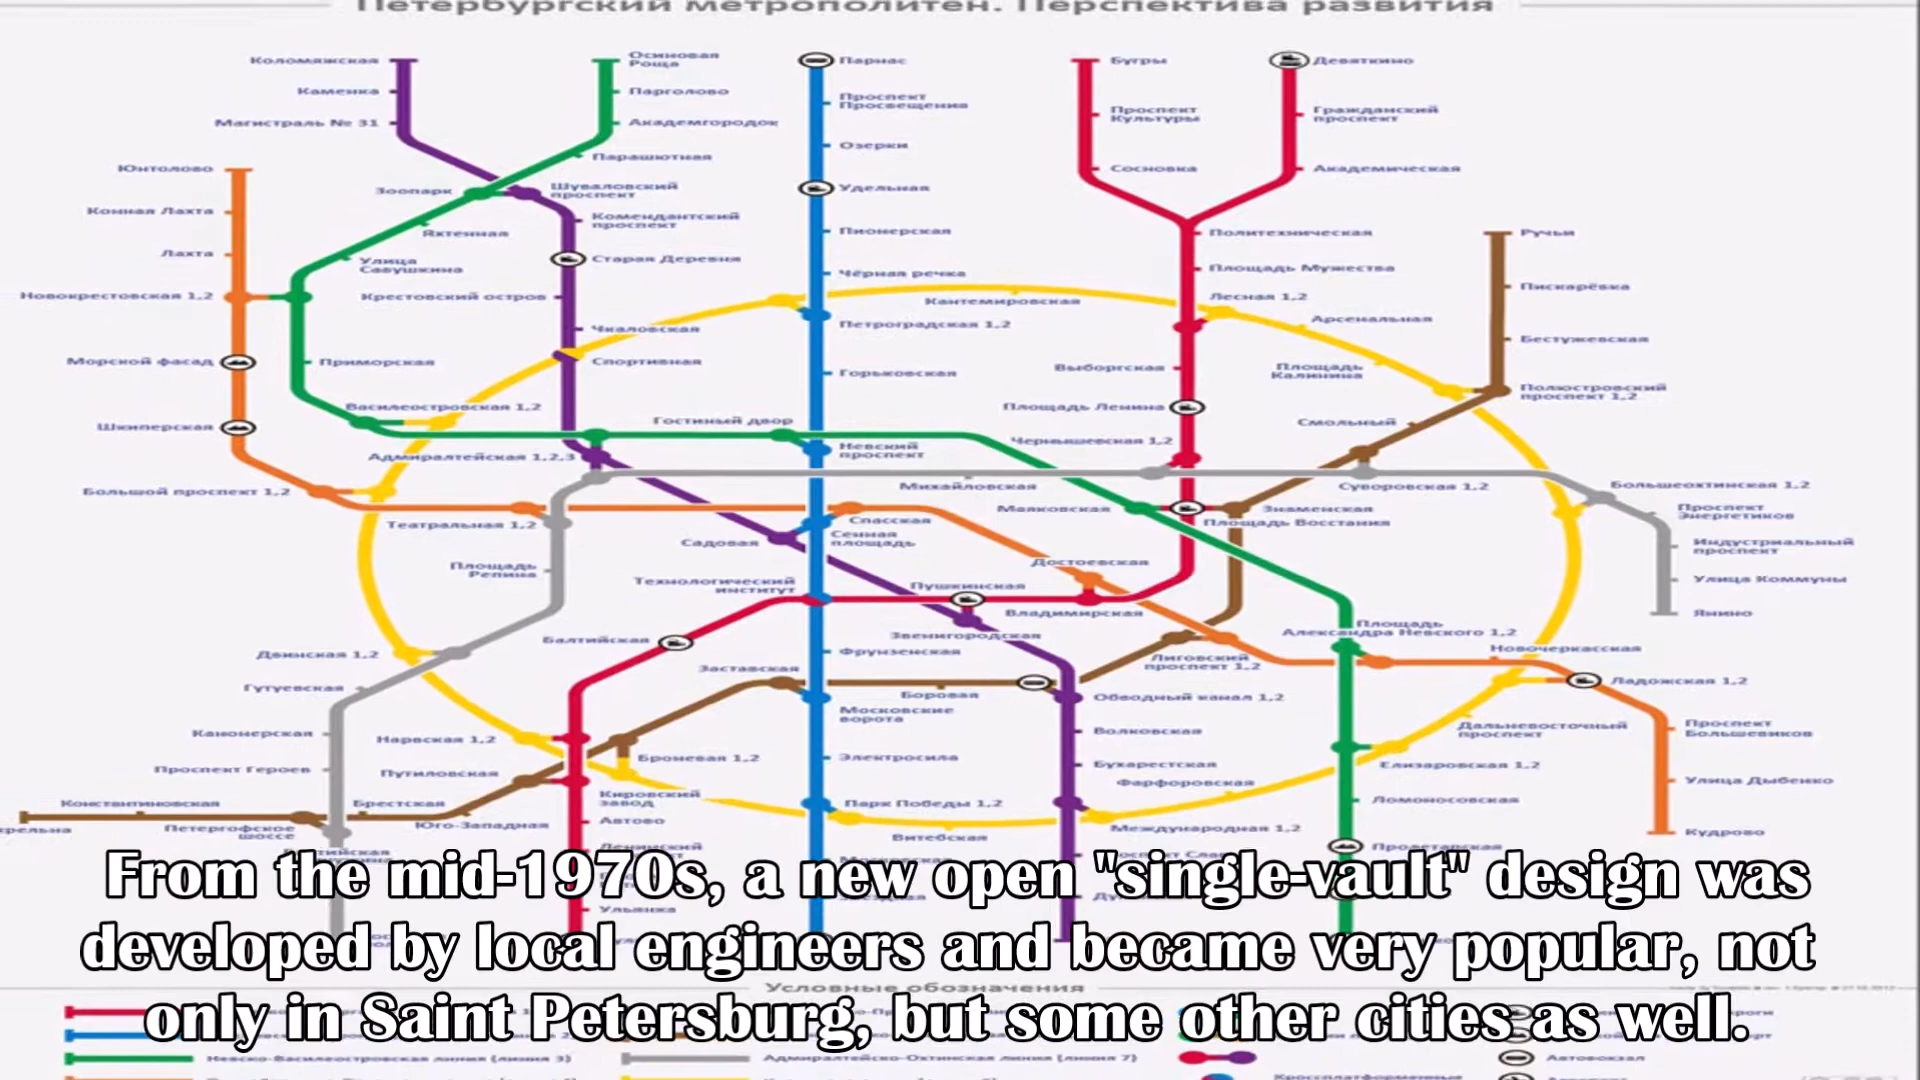 Петербургский метрополитен. Перспектива развития
Коломяжская
Осиновая
Роща
Парнас
Бугры
Девяткино
Каменка
Парголово
Проспект
Просвещения
Проспект
Культуры
Гражданский
проспект
Магистраль № 31
Академгородок
Озерки
Парашютная
Юнтолово
Сосновка
Академическая
Зоопарк
Шуваловский
проспект
Удельная
Конная Лахта
Комендантский
проспект
Яхтенная
Пионерская
Политехническая
Ручьи
Лахта
Улица
Савушкина
Старая Деревня
Чёрная речка
Площадь Мужества
Пискарёвка
Новокрестовская 1,2
Крестовский остров
Кантемировская
Лесная 1,2
Чкаловская
Петроградская 1,2
Арсенальная
Бестужевская
Морской фасад
Приморская
Спортивная
Горьковская
Выборгская
Площадь
Калинина
Полюстровский
проспект 1,2
Василеостровская 1,2
Площадь Ленина
Шкиперская
Гостиный двор
Смольный
Чернышевская 1,2
Невский
проспект
Адмиралтейская 1,2,3
Большой проспект 1,2
Михайловская
Суворовская 1,2
Большеохтинская 1,2
Маяковская
Знаменская
Проспект
Энергетиков
Театральная 1,2
Спасская
Площадь Восстания
Садовая
Сенная
площадь
Индустриальный
проспект
Площадь
Репина
Достоевская
Технологический
институт
Пушкинская
Улица Коммуны
Владимирская
Янино
Балтийская
Звенигородская
Площадь
Александра Невского 1,2
Двинская 1,2
Фрунзенская
Новочеркасская
Заставская
Лиговский
проспект 1,2
Гутуевская
Боровая
Обводный канал 1,2
Ладожская 1,2
Московские
ворота
Канонерская
Нарвская 1,2
Волковская
Дальневосточный
проспект
Проспект
Большевиков
Электросила
Броневая 1,2
Проспект Героев
Путиловская
Бухарестская
Елизаровская 1,2
Фарфоровская
Улица Дыбенко
Константиновская
Брестская
Кировский
завод
Парк Победы 1,2
Ломоносовская
Петергофское
шоссе
Юго-Западная
Автово
Витебская
Международная 1,2
Кудрово
Пролетарская
From the mid-1970s, a new open "single-vault" design was
developed by local engineers and became very popular, not
only in Saint Petersburg, but some other cities as well.
Ульянка
Условные обозначения
Невско-Василеостровская линия (линия 3)
Адмиралтейско-Охтинская линия (линия 7)
Автовокзал
Кроссплатформенные